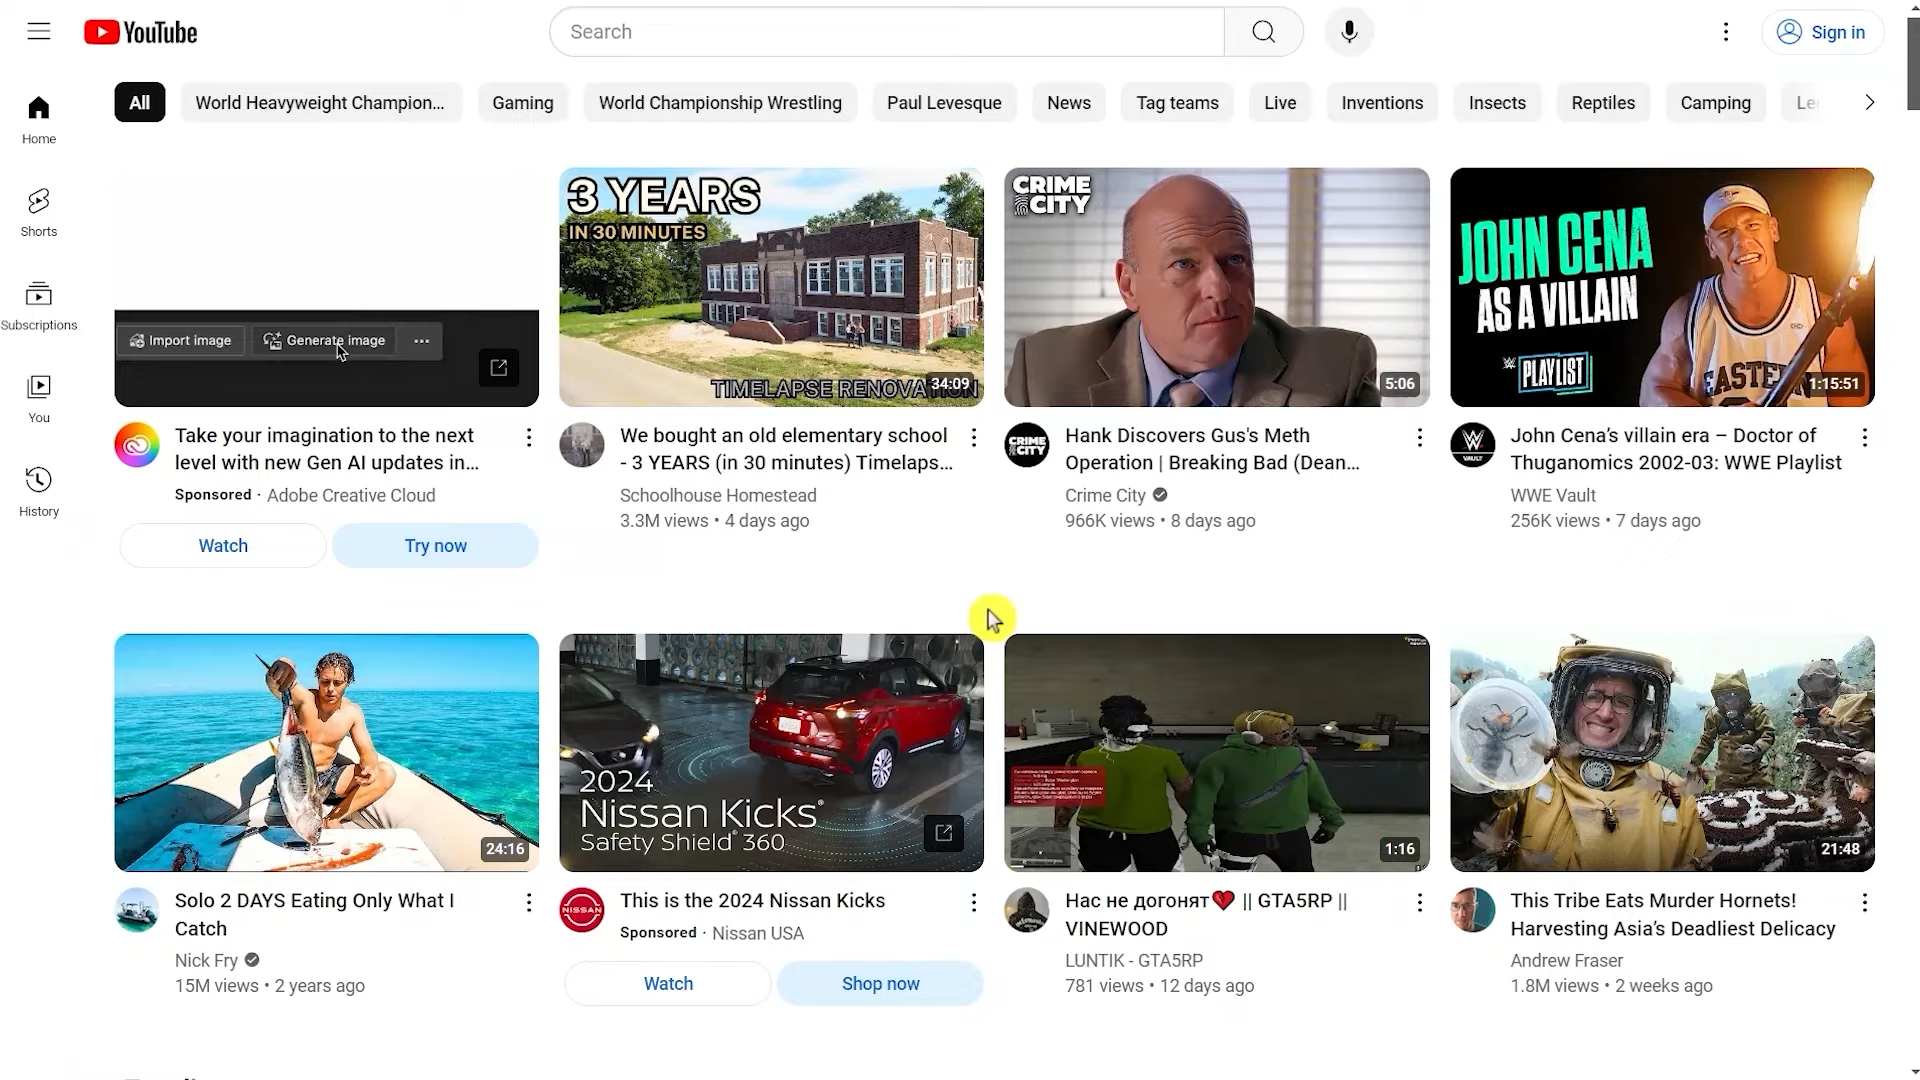 YouTube
Search
Sign in
All
World Heavyweight Champion...
Gaming
World Championship Wrestling
Paul Levesque
News
Tag teams
Live
Inventions
Insects
Reptiles
Camping
Home
Shorts
Subscriptions
You
History
Import image
Generate image
Take your imagination to the next
level with new Gen AI updates in...
Sponsored · Adobe Creative Cloud
Watch
Try now
3 YEARS
IN 30 MINUTES
TIMELAPSE RENOVATION
34:09
We bought an old elementary school
- 3 YEARS (in 30 minutes) Timelaps...
Schoolhouse Homestead
3.3M views • 4 days ago
CRIME
CITY
5:06
CRIME
CITY
Hank Discovers Gus's Meth
Operation | Breaking Bad (Dean...
Crime City
966K views • 8 days ago
JOHN CENA
AS A VILLAIN
PLAYLIST
EASTE
1:15:51
VAULT
John Cena’s villain era – Doctor of
Thuganomics 2002-03: WWE Playlist
WWE Vault
256K views • 7 days ago
24:16
Solo 2 DAYS Eating Only What I
Catch
Nick Fry
15M views • 2 years ago
2024
Nissan Kicks®
Safety Shield® 360
NISSAN
This is the 2024 Nissan Kicks
Sponsored · Nissan USA
Watch
Shop now
1:16
Нас не догонят💔 || GTA5RP ||
VINEWOOD
LUNTIK - GTA5RP
781 views • 12 days ago
21:48
This Tribe Eats Murder Hornets!
Harvesting Asia’s Deadliest Delicacy
Andrew Fraser
1.8M views • 2 weeks ago